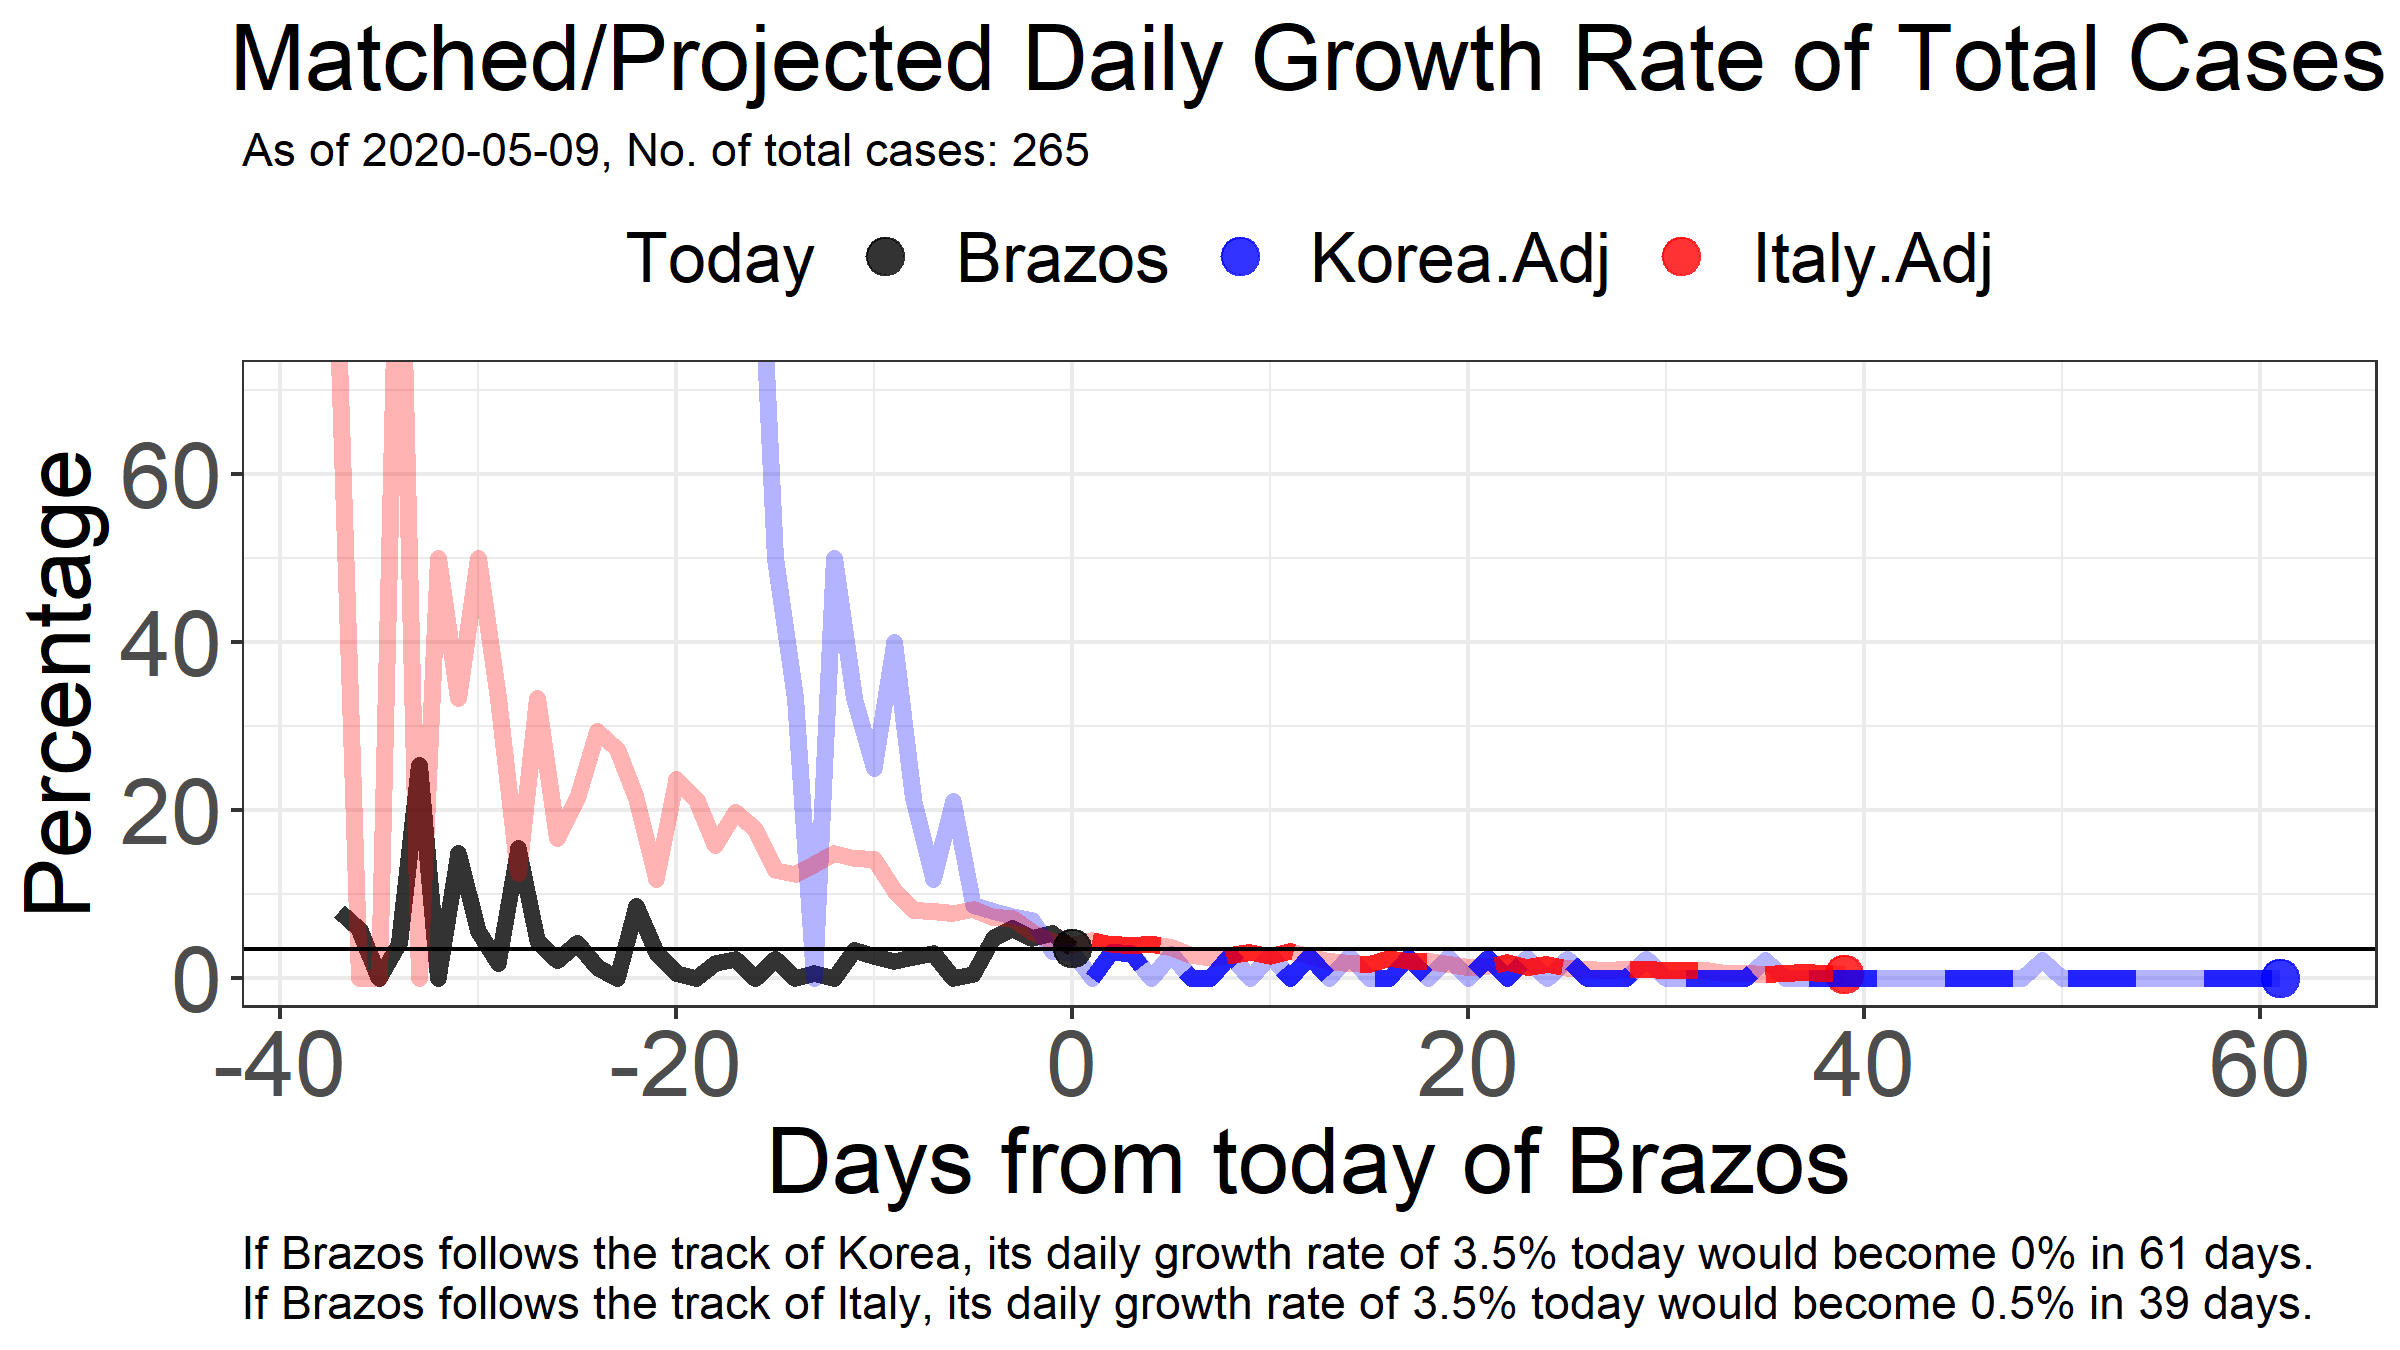 Matched/Projected Daily Growth Rate of Total Cases
As of 2020-05-09, No. of total cases: 265
Today Brazos Korea.Adj Italy.Adj
Percentage
60
40
20
0
-40 -20 0 20 40 60
Days from today of Brazos
If Brazos follows the track of Korea, its daily growth rate of 3.5% today would become 0% in 61 days.
If Brazos follows the track of Italy, its daily growth rate of 3.5% today would become 0.5% in 39 days.